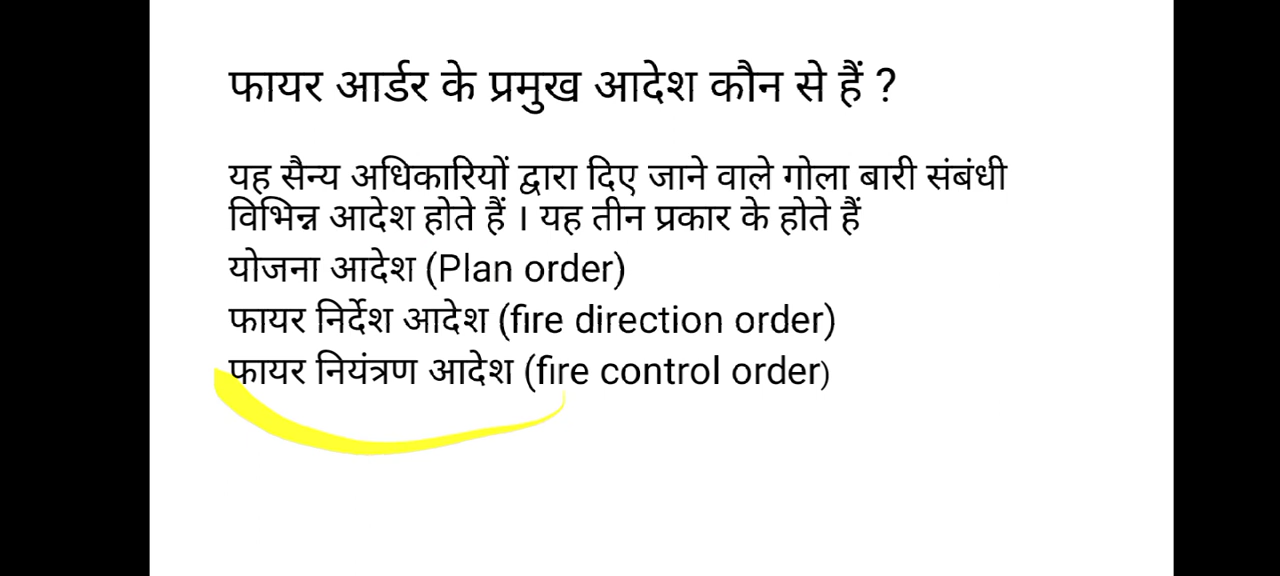 फायर आर्डर के प्रमुख आदेश कौन से हैं ?
यह सैन्य अधिकारियों द्वारा दिए जाने वाले गोला बारी संबंधी
विभिन्न आदेश होते हैं । यह तीन प्रकार के होते हैं
योजना आदेश (Plan order)
फायर निर्देश आदेश (fire direction order)
फायर नियंत्रण आदेश (fire control order)